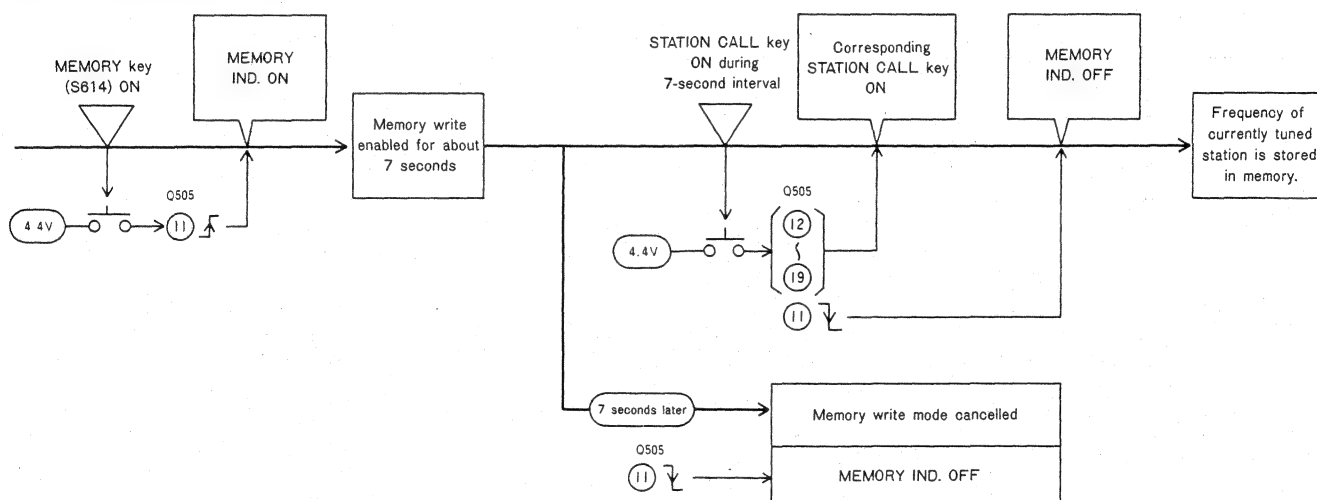 MEMORY key
(S614) ON
MEMORY
IND. ON
Q505
4 4V
11
Memory write
enabled for about
7 seconds
STATION CALL key
ON during
7-second interval
Corresponding
STATION CALL key
ON
MEMORY
IND. OFF
Frequency of
currently tuned
station is stored
in memory.
Q505
4.4V
12
19
11
7 seconds later
Memory write mode cancelled
Q505
11
MEMORY IND. OFF